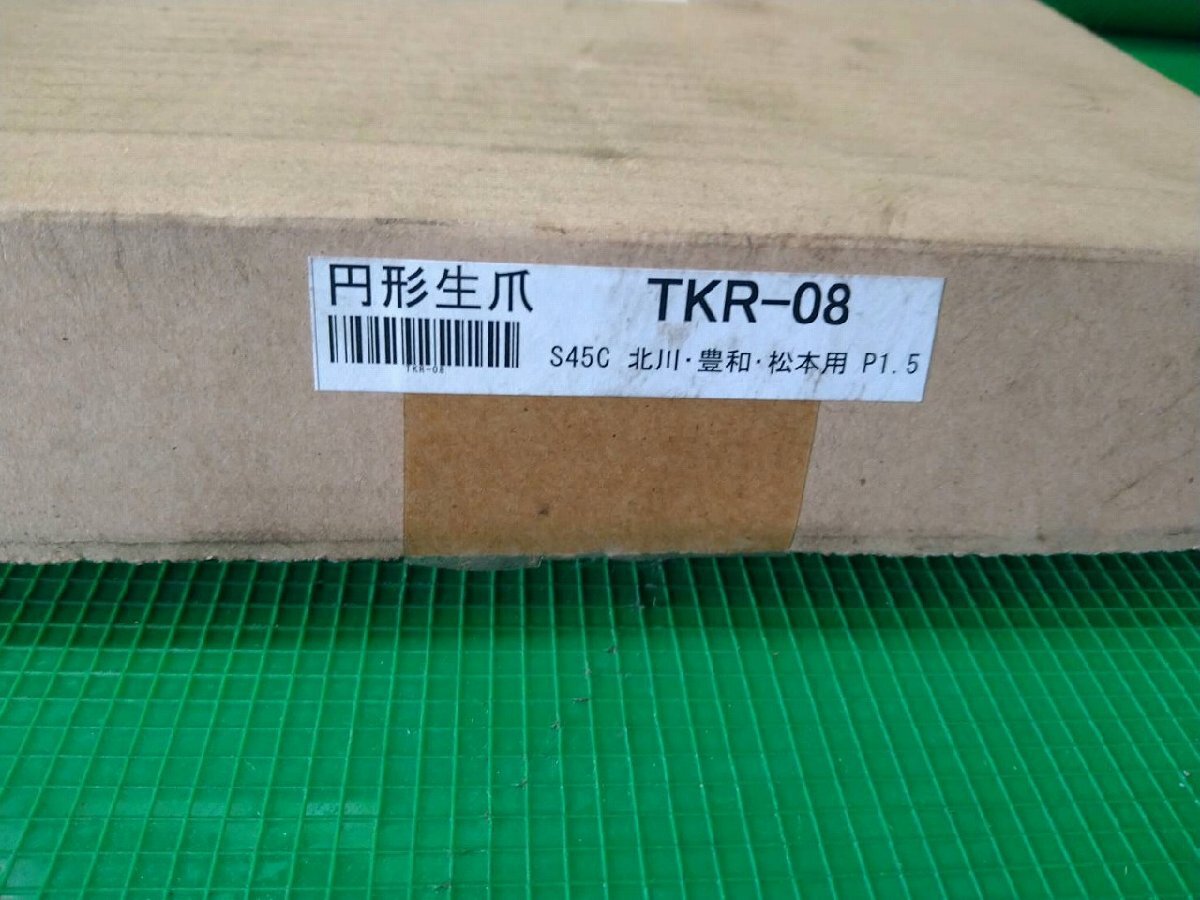 円形生爪 TKR-08
TKR-08
S45C 北川・豊和・松本用 P1.5